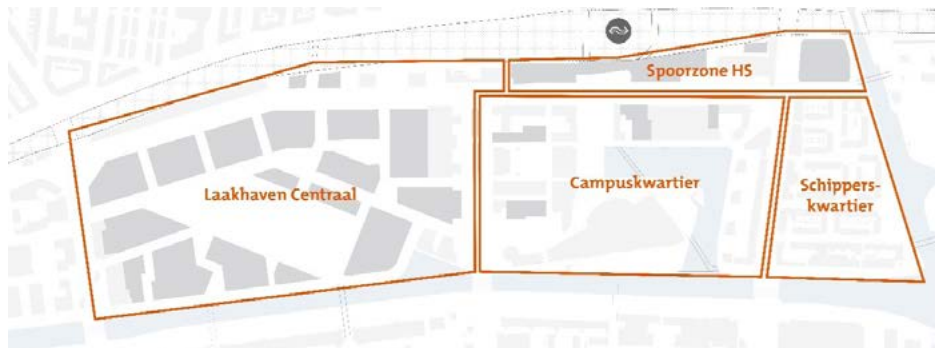 Spoorzone HS
Campuskwartier
Laakhaven Centraal
Schippers-
kwartier